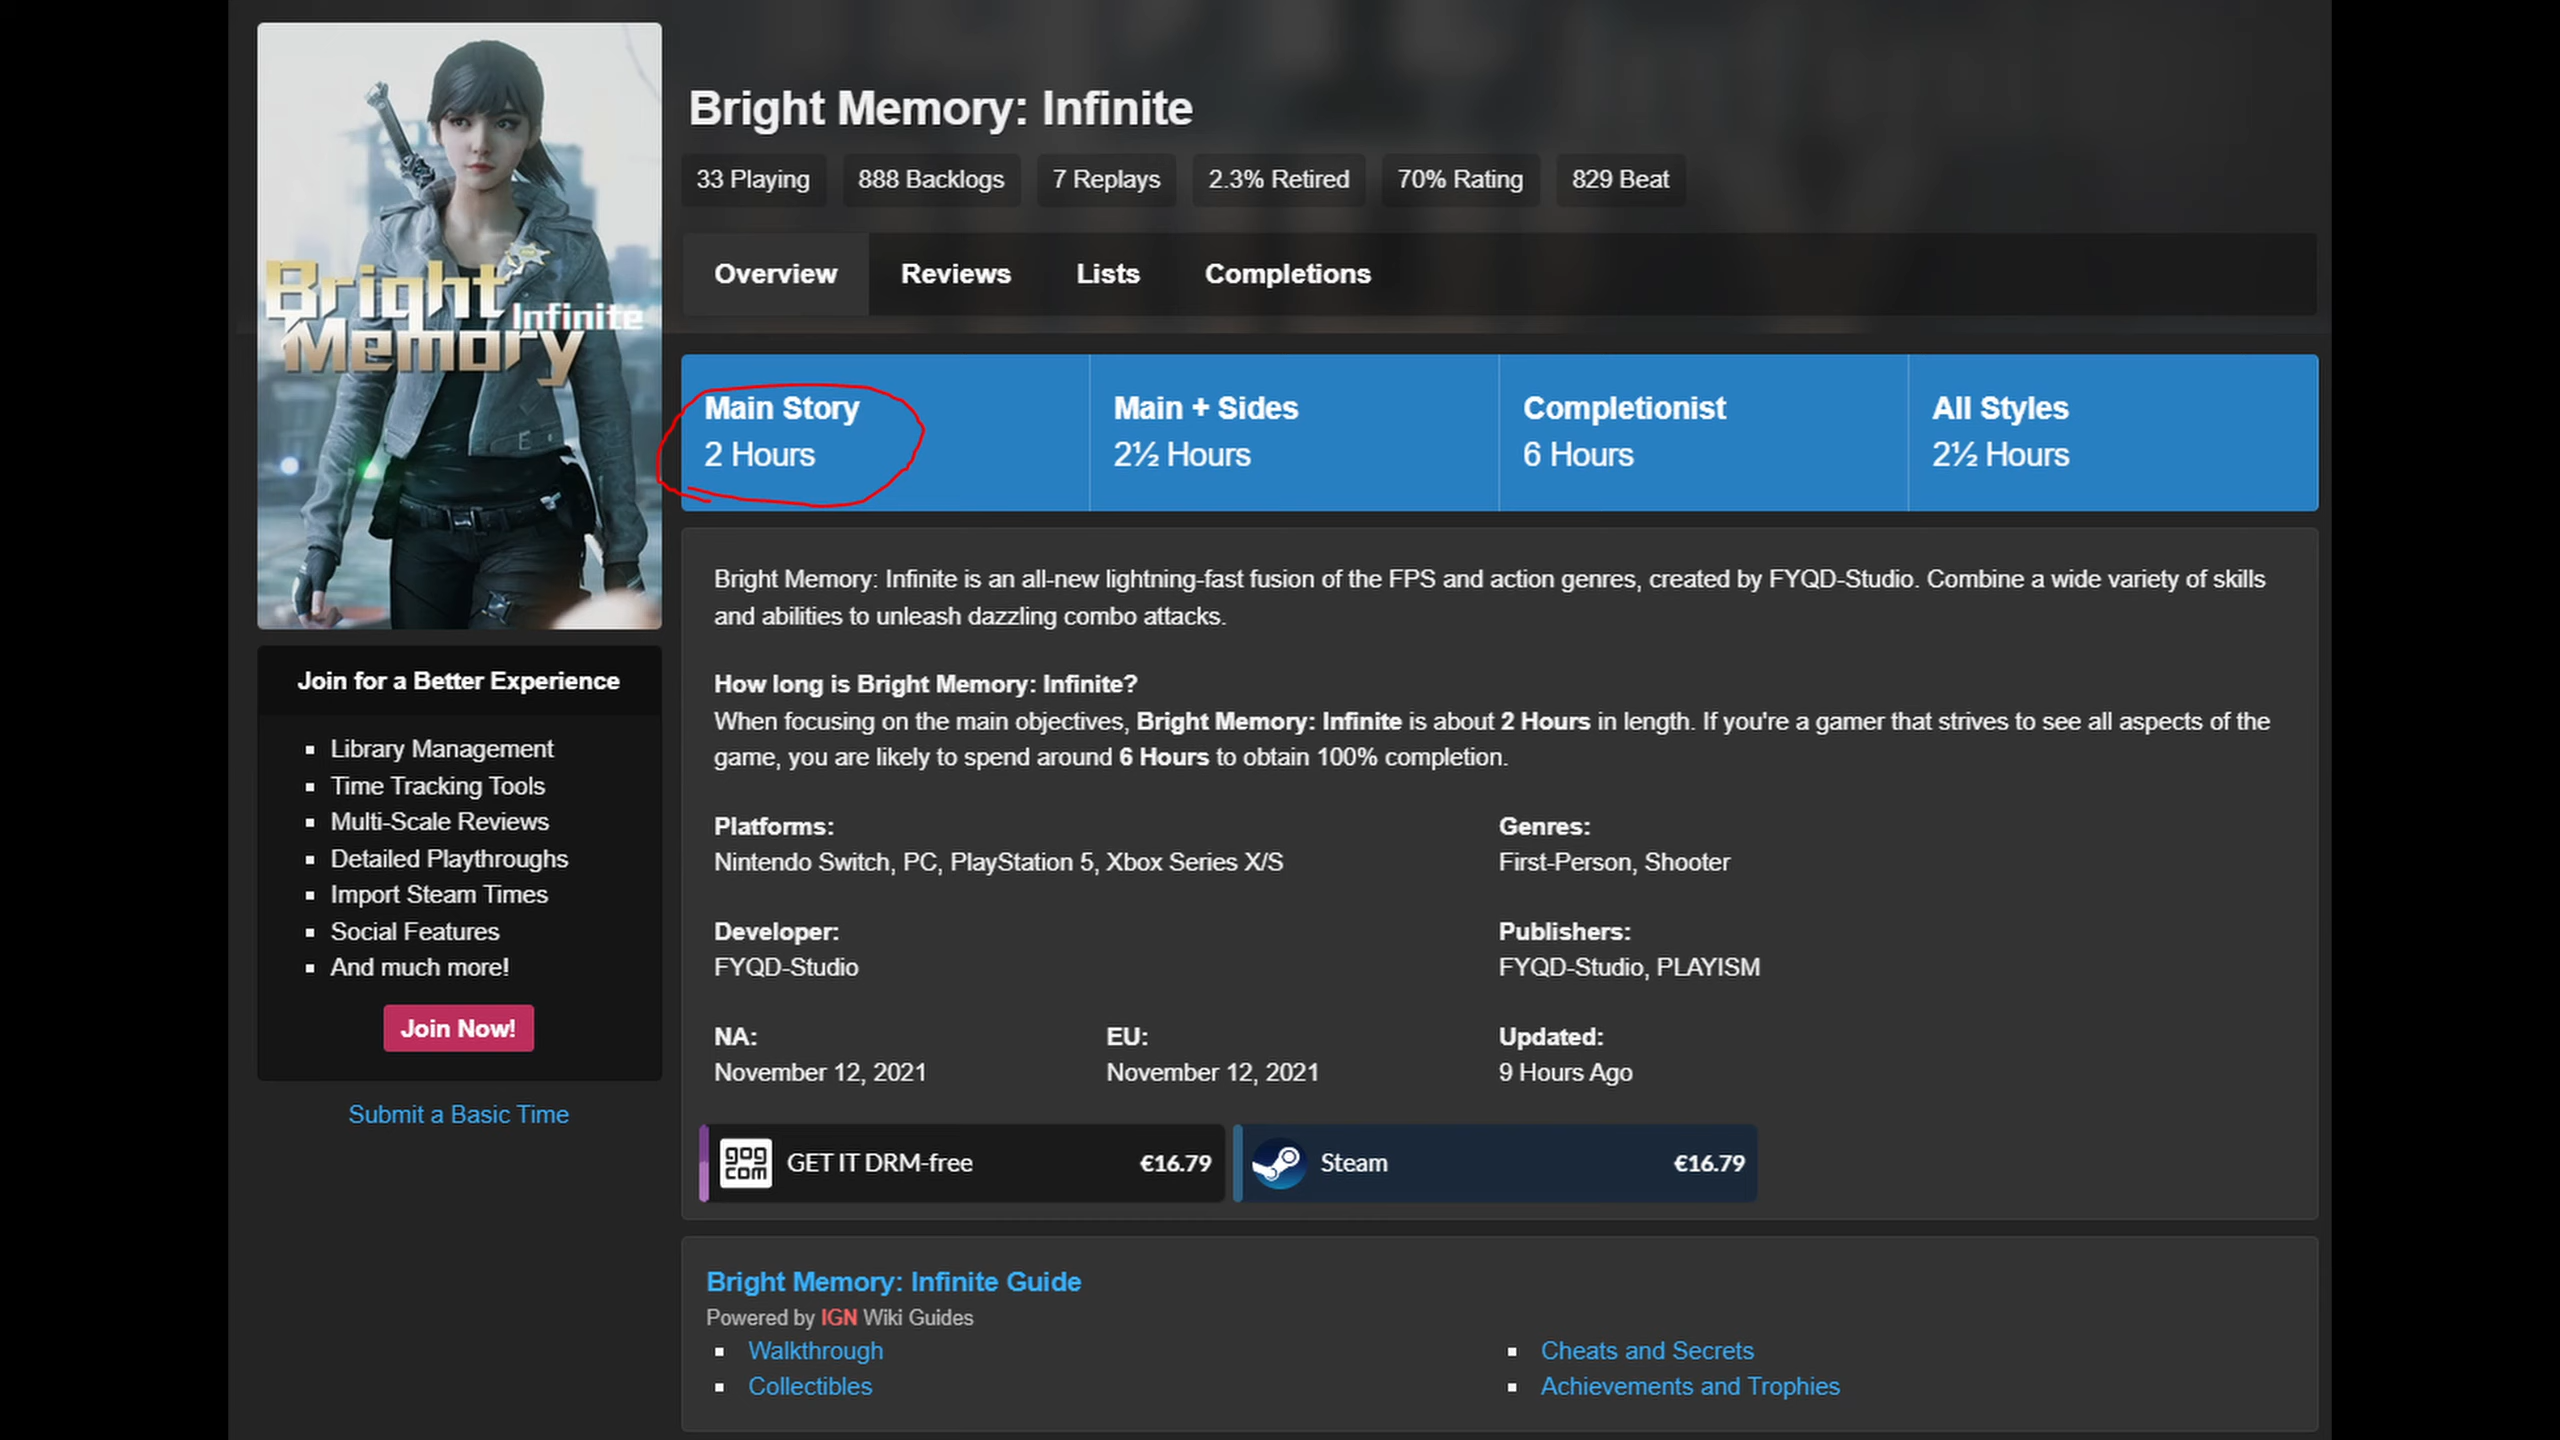 Bright Memory: Infinite
33 Playing
888 Backlogs
7 Replays
2.3% Retired
70% Rating
829 Beat
Overview
Reviews
Lists
Completions
Bright
Infinite
Memory
Main Story
2 Hours
Main + Sides
2½ Hours
Completionist
6 Hours
All Styles
2½ Hours
Bright Memory: Infinite is an all-new lightning-fast fusion of the FPS and action genres, created by FYQD-Studio. Combine a wide variety of skills
and abilities to unleash dazzling combo attacks.
How long is Bright Memory: Infinite?
When focusing on the main objectives, Bright Memory: Infinite is about 2 Hours in length. If you're a gamer that strives to see all aspects of the
game, you are likely to spend around 6 Hours to obtain 100% completion.
Platforms:
Nintendo Switch, PC, PlayStation 5, Xbox Series X/S
Genres:
First-Person, Shooter
Developer:
FYQD-Studio
Publishers:
FYQD-Studio, PLAYISM
NA:
November 12, 2021
EU:
November 12, 2021
Updated:
9 Hours Ago
gog
com
GET IT DRM-free
€16.79
Steam
€16.79
Join for a Better Experience
Library Management
Time Tracking Tools
Multi-Scale Reviews
Detailed Playthroughs
Import Steam Times
Social Features
And much more!
Join Now!
Submit a Basic Time
Bright Memory: Infinite Guide
Powered by IGN Wiki Guides
Walkthrough
Collectibles
Cheats and Secrets
Achievements and Trophies